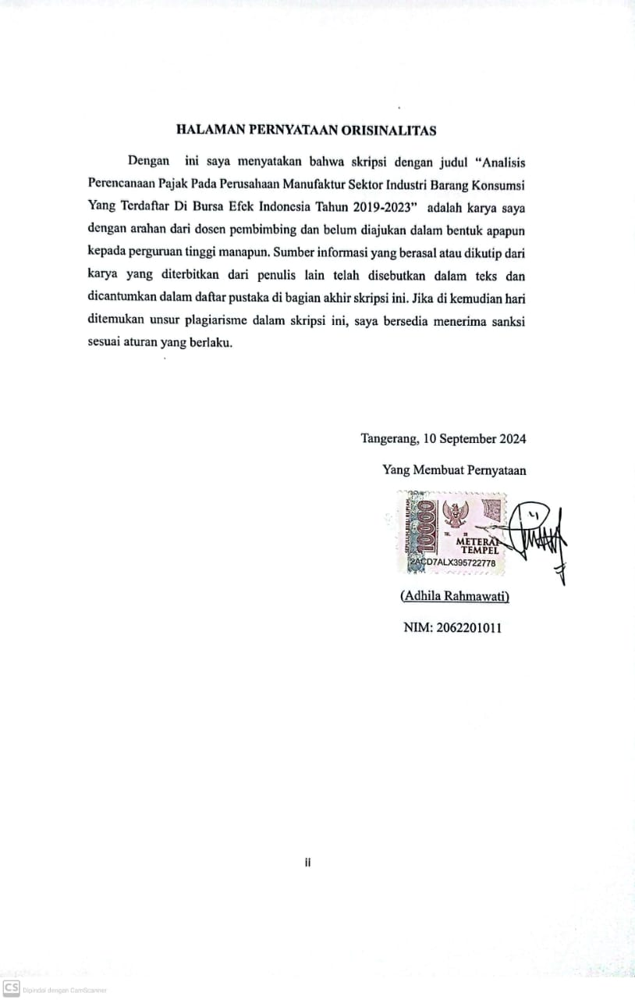 HALAMAN PERNYATAAN ORISINALITAS
Dengan ini saya menyatakan bahwa skripsi dengan judul “Analisis
Perencanaan Pajak Pada Perusahaan Manufaktur Sektor Industri Barang Konsumsi
Yang Terdaftar Di Bursa Efek Indonesia Tahun 2019-2023” adalah karya saya
dengan arahan dari dosen pembimbing dan belum diajukan dalam bentuk apapun
kepada perguruan tinggi manapun. Sumber informasi yang berasal atau dikutip dari
karya yang diterbitkan dari penulis lain telah disebutkan dalam teks dan
dicantumkan dalam daftar pustaka di bagian akhir skripsi ini. Jika di kemudian hari
ditemukan unsur plagiarisme dalam skripsi ini, saya bersedia menerima sanksi
sesuai aturan yang berlaku.
Tangerang, 10 September 2024
Yang Membuat Pernyataan
SEPULUH RIBU RUPIAH
10000
TGL. 20
METERAI
TEMPEL
2ACD7ALX395722778
(Adhila Rahmawati)
NIM: 2062201011
ii
CS Dipindai dengan CamScanner